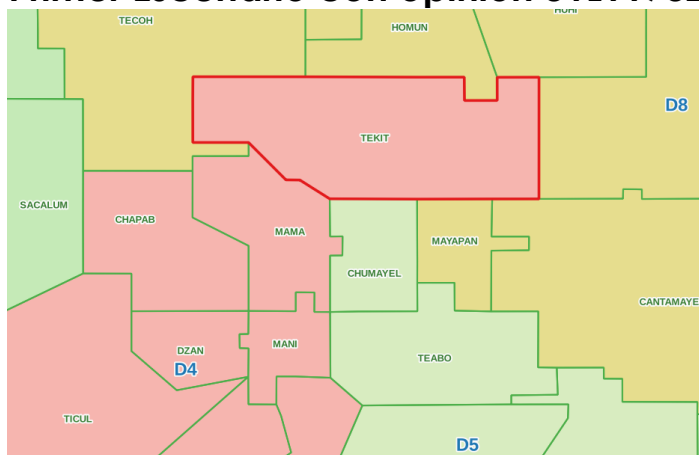 TECOH
HOMUN
D8
TEKIT
SACALUM
CHAPAB
MAMA
MAYAPAN
CHUMAYEL
CANTAMAYE
DZAN
D4
MANI
TEABO
TICUL
D5